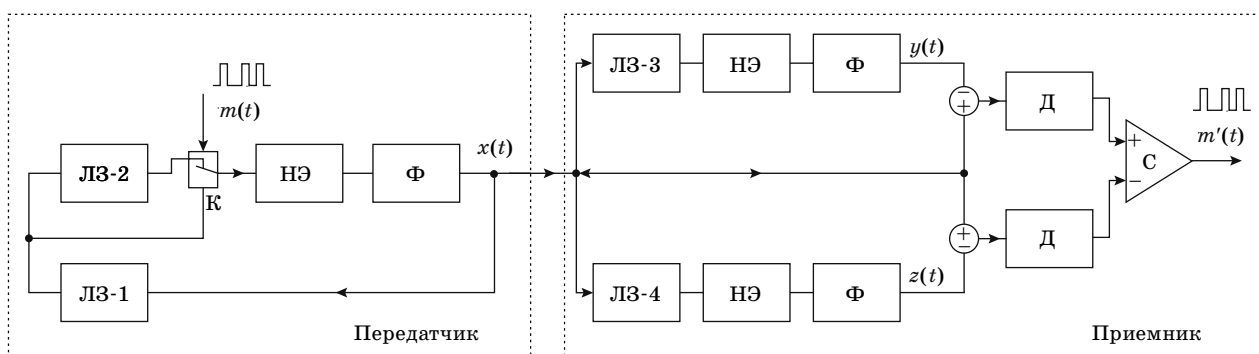 m(t)
ЛЗ-2
К
НЭ
Ф
x(t)
ЛЗ-1
Передатчик
ЛЗ-3
НЭ
Ф
y(t)
−
+
Д
+
−
С
m′(t)
+
−
Д
ЛЗ-4
НЭ
Ф
z(t)
Приемник